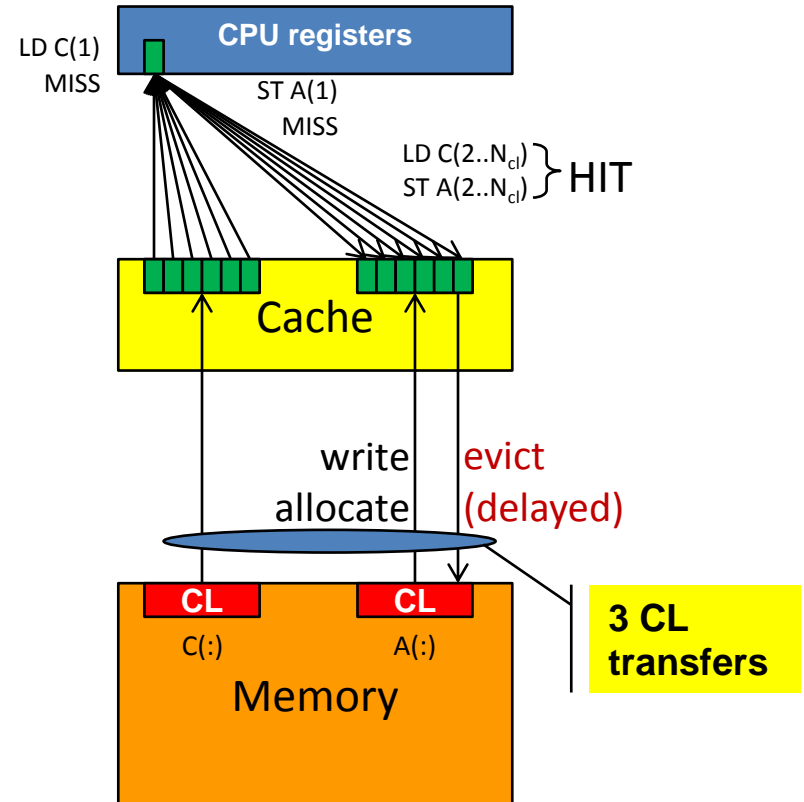 CPU registers
LD C(1)
MISS
ST A(1)
MISS
LD C(2..Ncl)
ST A(2..Ncl)
HIT
Cache
write
allocate
evict
(delayed)
CL
CL
C(:)
A(:)
3 CL
transfers
Memory